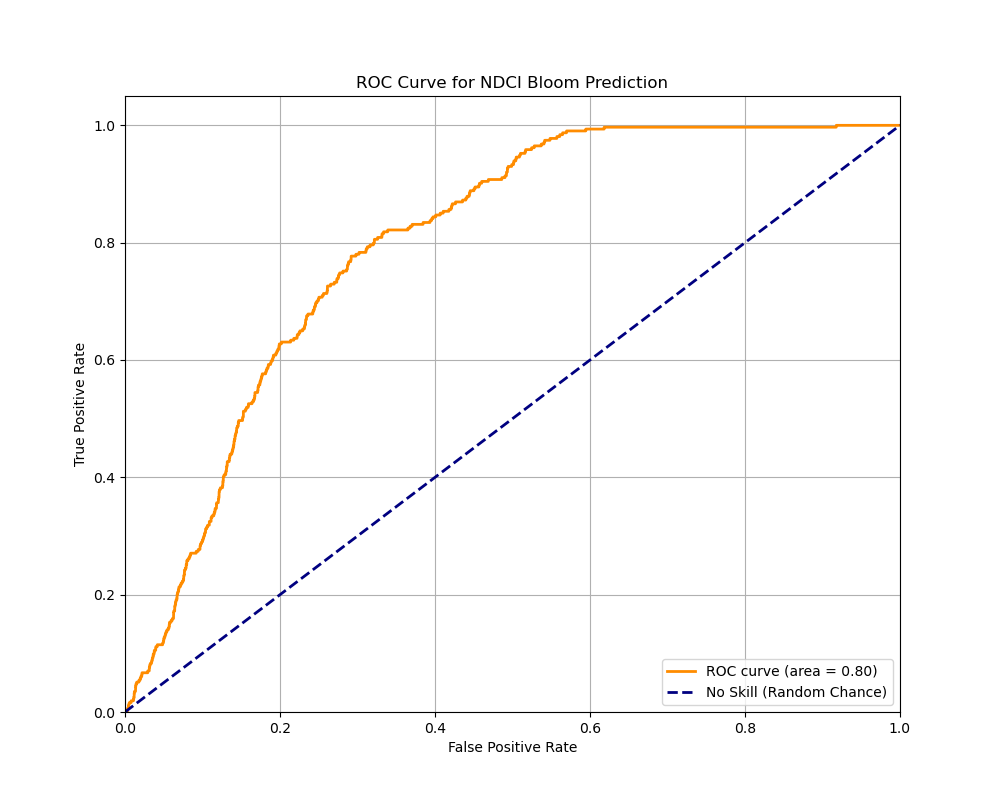 ROC Curve for NDCI Bloom Prediction
True Positive Rate
1.0
0.8
0.6
0.4
0.2
0.0
ROC curve (area = 0.80)
No Skill (Random Chance)
0.0 0.2 0.4 0.6 0.8 1.0
False Positive Rate